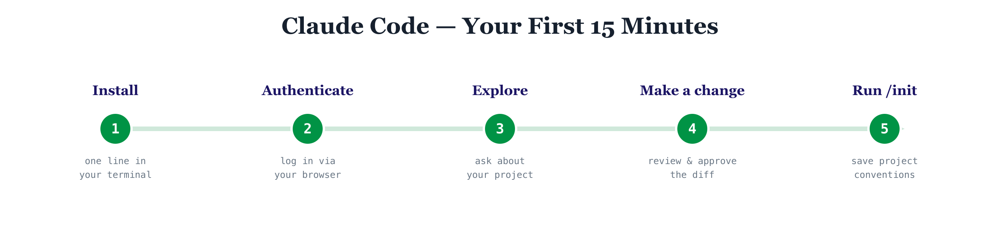 Claude Code — Your First 15 Minutes
Install
Authenticate
Explore
Make a change
Run /init
1
2
3
4
5
one line in
your terminal
log in via
your browser
ask about
your project
review & approve
the diff
save project
conventions